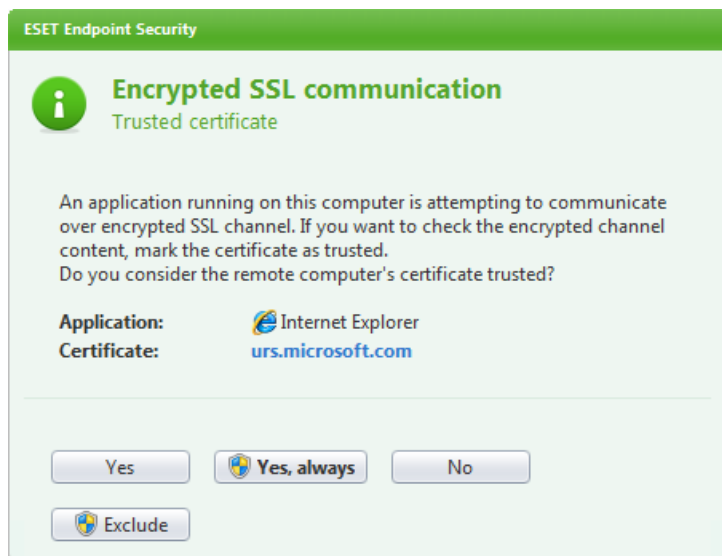 ESET Endpoint Security
Encrypted SSL communication
Trusted certificate
An application running on this computer is attempting to communicate
over encrypted SSL channel. If you want to check the encrypted channel
content, mark the certificate as trusted.
Do you consider the remote computer's certificate trusted?
Application: Internet Explorer
Certificate: urs.microsoft.com
Yes Yes, always No
Exclude